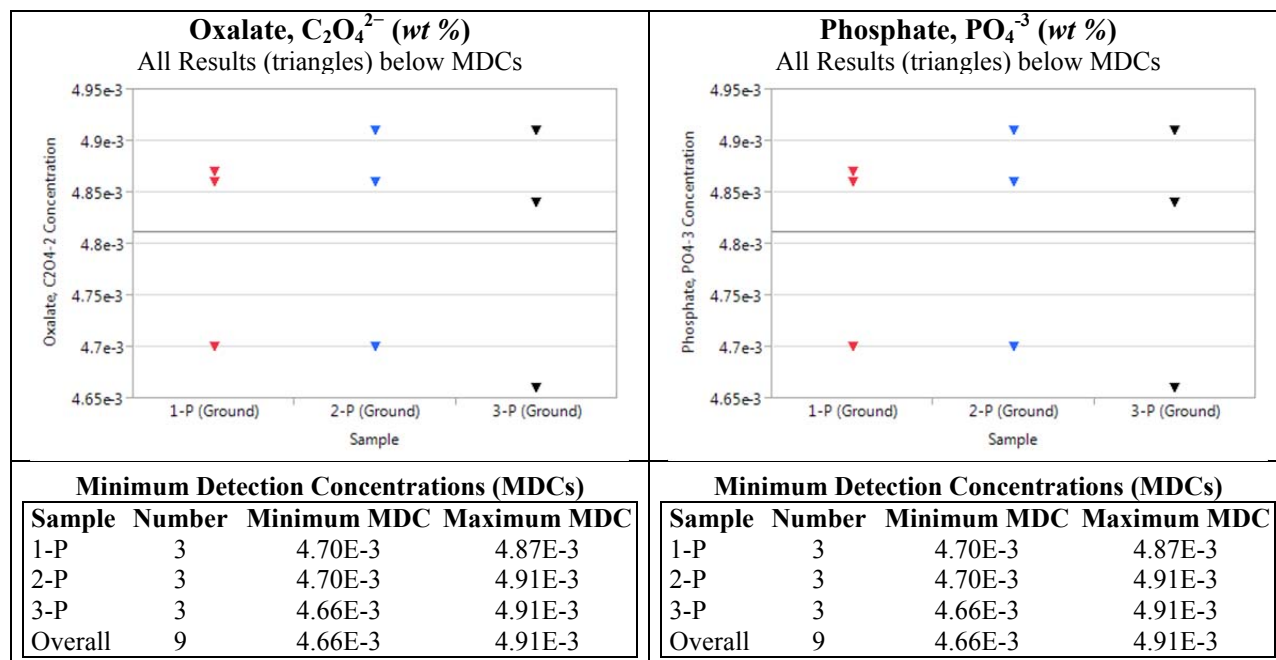 Oxalate, C₂O₄²⁻ (wt %)
All Results (triangles) below MDCs
Oxalate, C2O4-2 Concentration
4.95e-3
4.9e-3
4.85e-3
4.8e-3
4.75e-3
4.7e-3
4.65e-3
1-P (Ground) 2-P (Ground) 3-P (Ground)
Sample
Phosphate, PO₄⁻³ (wt %)
All Results (triangles) below MDCs
Phosphate, PO4-3 Concentration
4.95e-3
4.9e-3
4.85e-3
4.8e-3
4.75e-3
4.7e-3
4.65e-3
1-P (Ground) 2-P (Ground) 3-P (Ground)
Sample
Minimum Detection Concentrations (MDCs)
Sample Number Minimum MDC Maximum MDC
1-P 3 4.70E-3 4.87E-3
2-P 3 4.70E-3 4.91E-3
3-P 3 4.66E-3 4.91E-3
Overall 9 4.66E-3 4.91E-3
Minimum Detection Concentrations (MDCs)
Sample Number Minimum MDC Maximum MDC
1-P 3 4.70E-3 4.87E-3
2-P 3 4.70E-3 4.91E-3
3-P 3 4.66E-3 4.91E-3
Overall 9 4.66E-3 4.91E-3